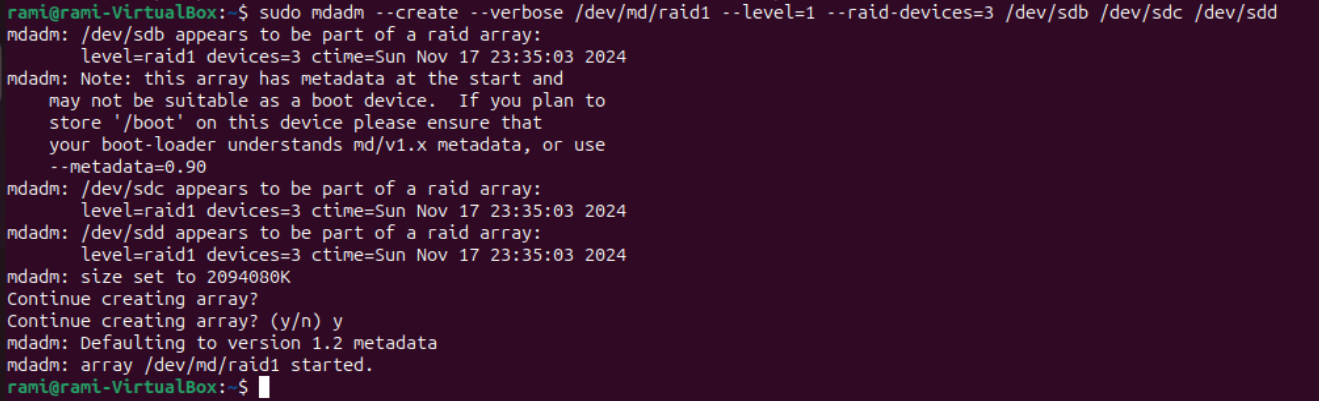 rami@rami-VirtualBox:~$ sudo mdadm --create --verbose /dev/md/raid1 --level=1 --raid-devices=3 /dev/sdb /dev/sdc /dev/sdd
mdadm: /dev/sdb appears to be part of a raid array:
       level=raid1 devices=3 ctime=Sun Nov 17 23:35:03 2024
mdadm: Note: this array has metadata at the start and
    may not be suitable as a boot device.  If you plan to
    store '/boot' on this device please ensure that
    your boot-loader understands md/v1.x metadata, or use
    --metadata=0.90
mdadm: /dev/sdc appears to be part of a raid array:
       level=raid1 devices=3 ctime=Sun Nov 17 23:35:03 2024
mdadm: /dev/sdd appears to be part of a raid array:
       level=raid1 devices=3 ctime=Sun Nov 17 23:35:03 2024
mdadm: size set to 2094080K
Continue creating array?
Continue creating array? (y/n) y
mdadm: Defaulting to version 1.2 metadata
mdadm: array /dev/md/raid1 started.
rami@rami-VirtualBox:~$